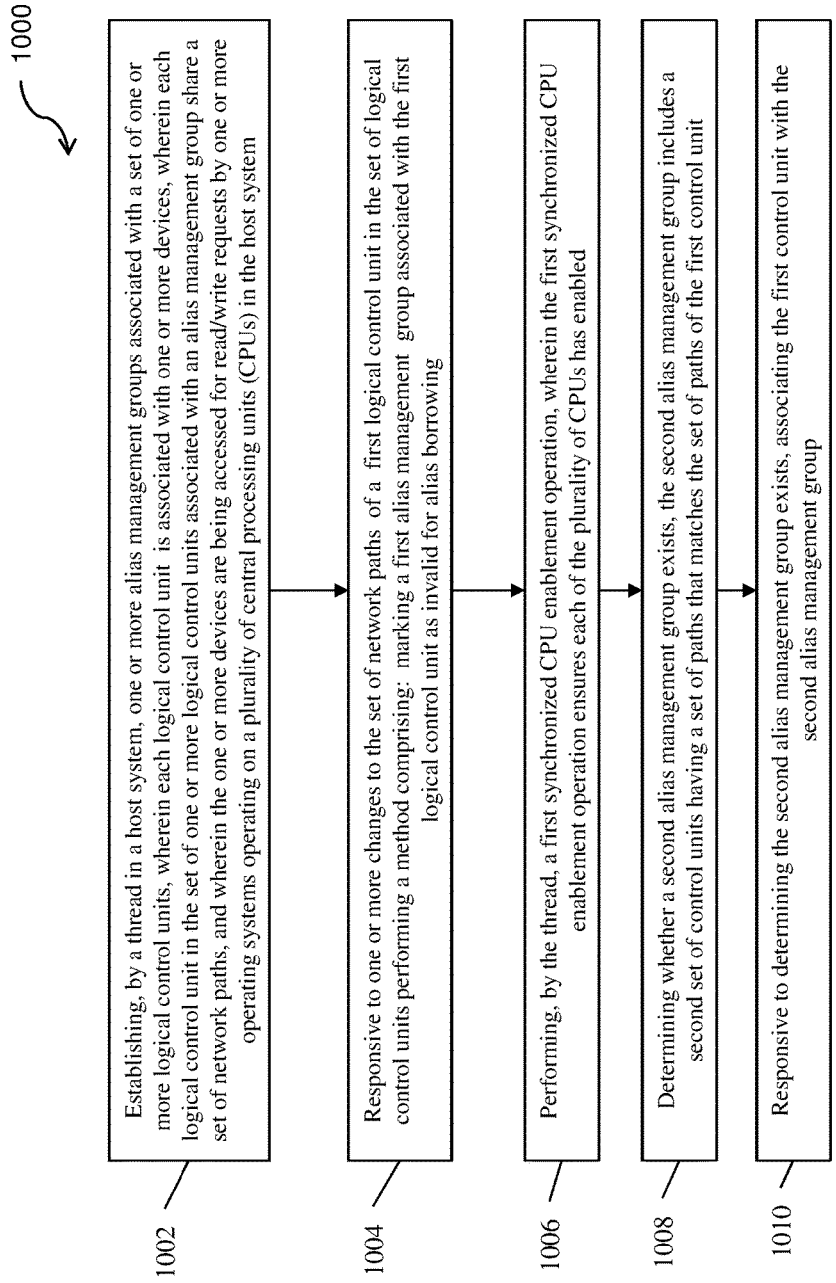 1000
1002
Establishing, by a thread in a host system, one or more alias management groups associated with a set of one or
more logical control units, wherein each logical control unit is associated with one or more devices, wherein each
logical control unit in the set of one or more logical control units associated with an alias management group share a
set of network paths, and wherein the one or more devices are being accessed for read/write requests by one or more
operating systems operating on a plurality of central processing units (CPUs) in the host system
1004
Responsive to one or more changes to the set of network paths of a first logical control unit in the set of logical
control units performing a method comprising: marking a first alias management group associated with the first
logical control unit as invalid for alias borrowing
1006
Performing, by the thread, a first synchronized CPU enablement operation, wherein the first synchronized CPU
enablement operation ensures each of the plurality of CPUs has enabled
1008
Determining whether a second alias management group exists, the second alias management group includes a
second set of control units having a set of paths that matches the set of paths of the first control unit
1010
Responsive to determining the second alias management group exists, associating the first control unit with the
second alias management group